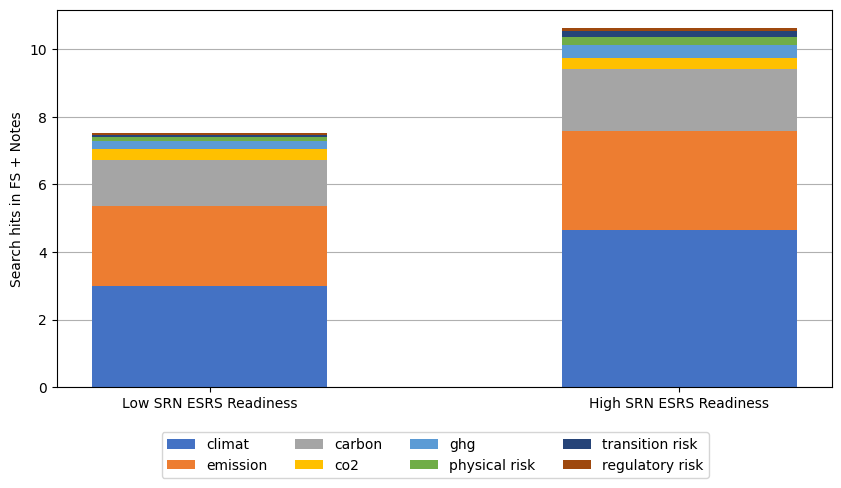 10
8
6
4
2
0
Search hits in FS + Notes
Low SRN ESRS Readiness
High SRN ESRS Readiness
climat
emission
carbon
co2
ghg
physical risk
transition risk
regulatory risk